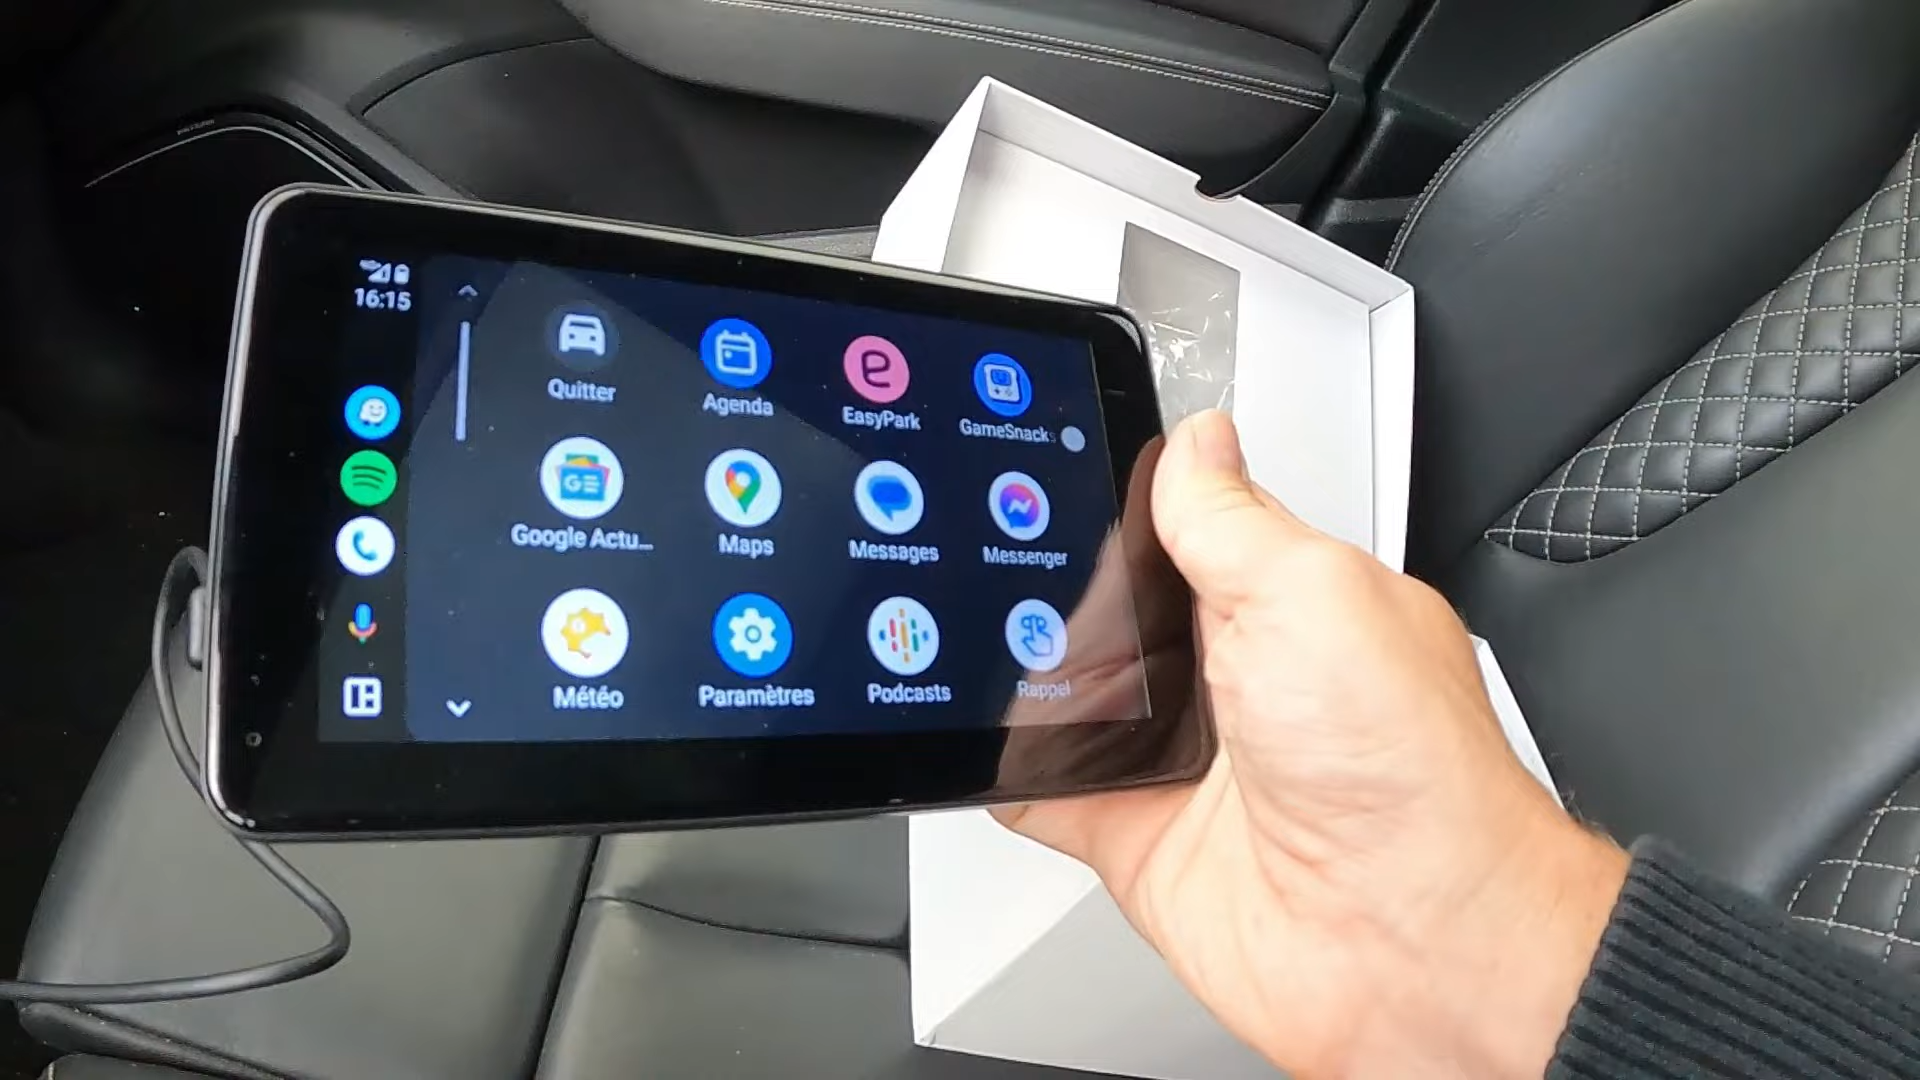 16:15
Quitter
Agenda
EasyPark
GameSnacks
Google Actu...
Maps
Messages
Messenger
Météo
Paramètres
Podcasts
Rappel